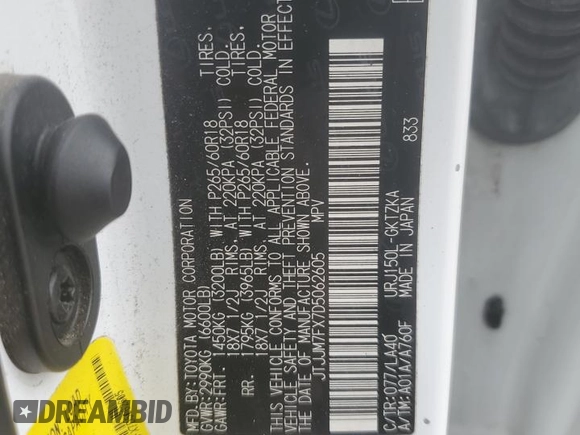 MFD.BY:TOYOTA MOTOR CORPORATION
GVWR:2990KG (6600LB)
GAWR:FRT. 1450KG (3200LB) WITH P265/60R18 TIRES.
18X7 1/2J RIMS. AT 220KPA (32PSI) COLD.
RR. 1795KG (3965LB) WITH P265/60R18 TIRES.
18X7 1/2J RIMS. AT 220KPA (32PSI) COLD.
THIS VEHICLE CONFORMS TO ALL APPLICABLE FEDERAL MOTOR
VEHICLE SAFETY AND THEFT PREVENTION STANDARDS IN EFFECT
ON THE DATE OF MANUFACTURE SHOWN ABOVE.
JTJJM7FX7D5062605 MPV
C/TR:077/LA40 URJ150L-GKTZKA
A/TM:A01A/A760F MADE IN JAPAN 833
DREAMBID